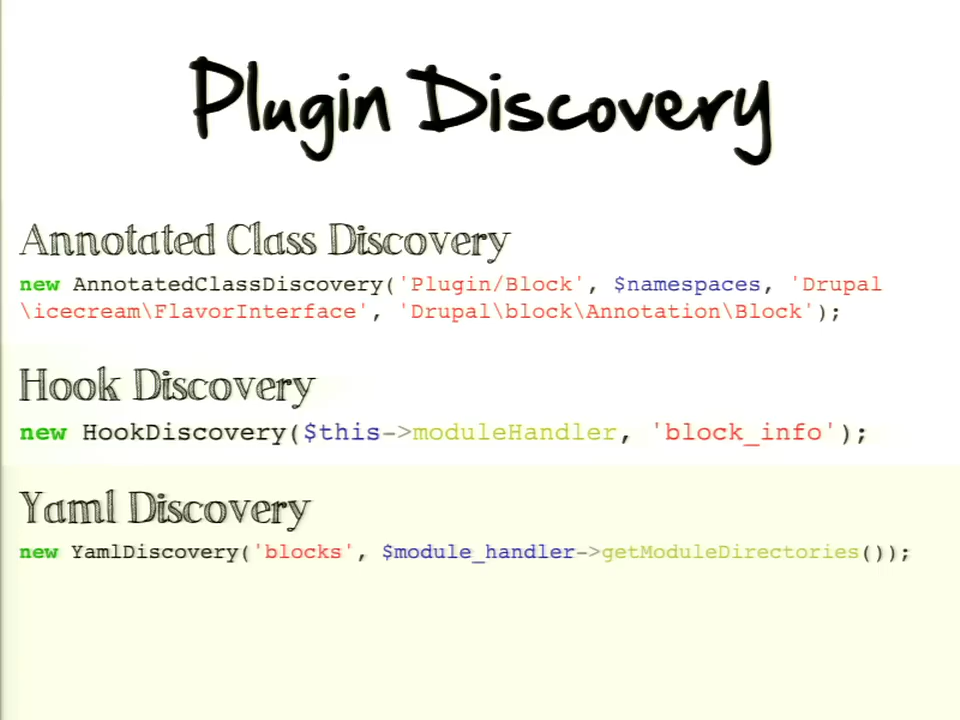 Plugin Discovery
Annotated Class Discovery
new AnnotatedClassDiscovery('Plugin/Block', $namespaces, 'Drupal
\icecream\FlavorInterface', 'Drupal\block\Annotation\Block');
Hook Discovery
new HookDiscovery($this->moduleHandler, 'block_info');
Yaml Discovery
new YamlDiscovery('blocks', $module_handler->getModuleDirectories());